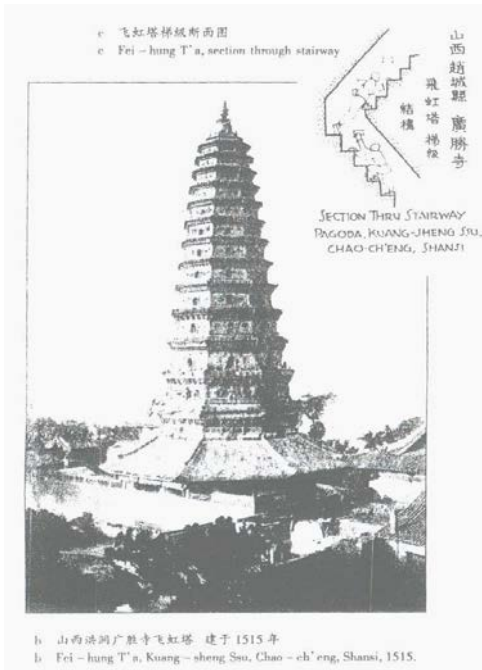 c 飞虹塔梯级断面图
c Fei-hung T'a, section through stairway
山西趙城縣 廣勝寺
飛虹塔 梯級
結構
SECTION THRU STAIRWAY
PAGODA, KUANG-SHENG SSU,
CHAO-CH'ENG, SHANSI
b 山西洪洞广胜寺飞虹塔 建于 1515 年
b Fei-hung T'a, Kuang-sheng Ssu, Chao-ch'eng, Shansi, 1515.